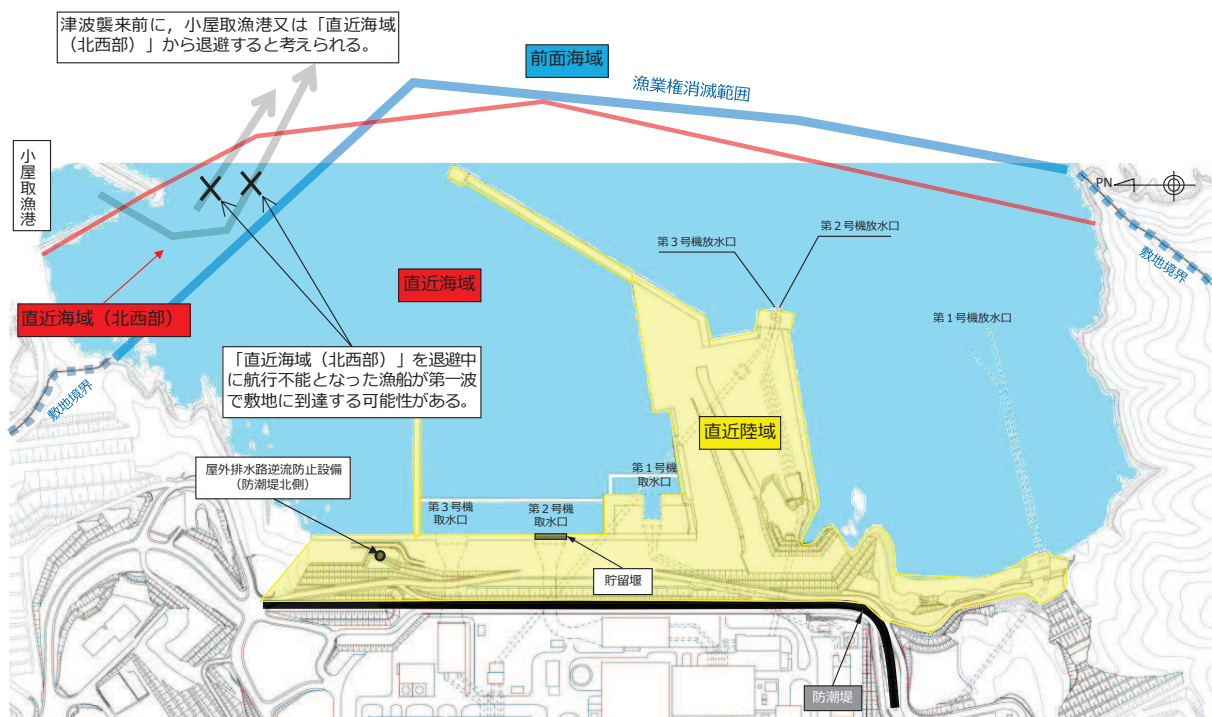 津波襲来前に，小屋取漁港又は「直近海域
（北西部）」から退避すると考えられる。
前面海域
漁業権消滅範囲
小屋取漁港
PN
第２号機放水口
第３号機放水口
敷地境界
直近海域
直近海域（北西部）
第１号機放水口
「直近海域（北西部）」を退避中
に航行不能となった漁船が第一波
で敷地に到達する可能性がある。
敷地境界
直近陸域
屋外排水路逆流防止設備
（防潮堤北側）
第１号機
取水口
第３号機
取水口
第２号機
取水口
貯留堰
防潮堤